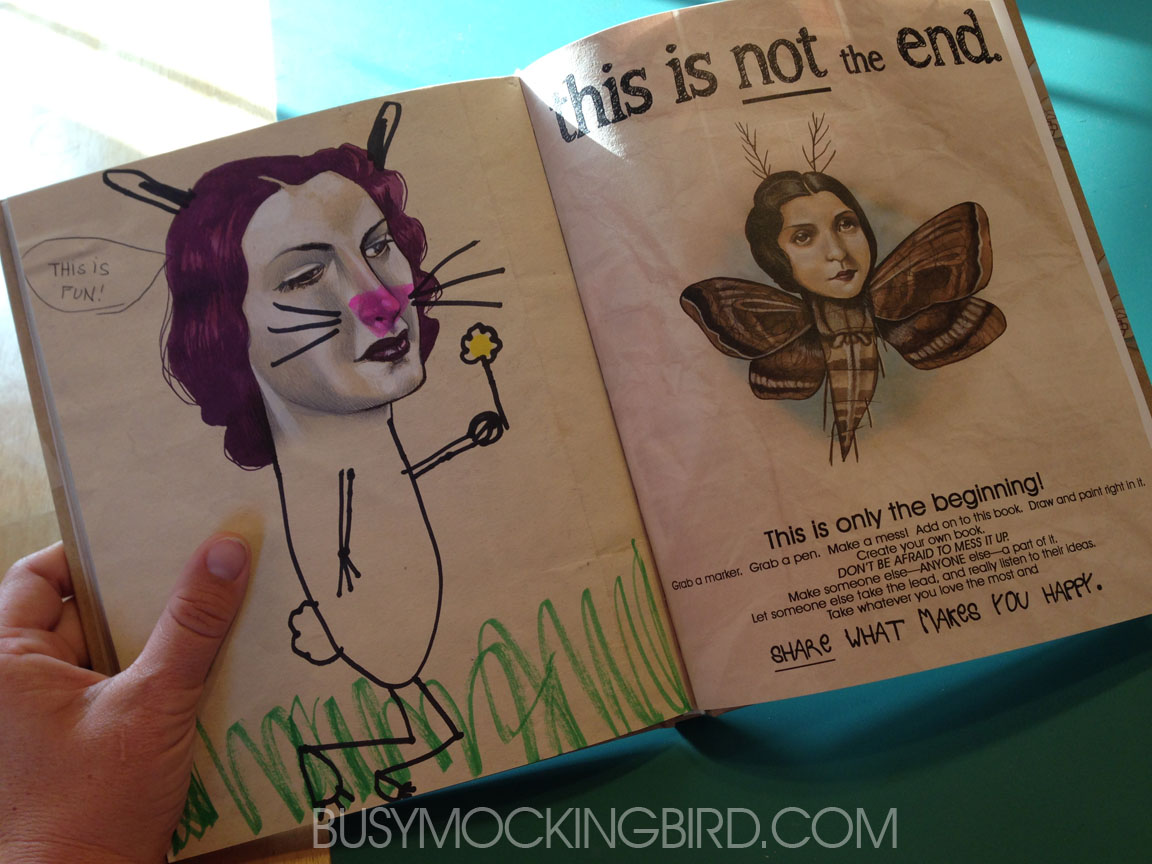 THIS IS
FUN!
this is not the end.
This is only the beginning!
Grab a marker. Grab a pen. Make a mess! Add on to this book. Draw and paint right in it.
Create your own book.
DON'T BE AFRAID TO MESS IT UP.
Make someone else—ANYONE else—a part of it.
Let someone else take the lead, and really listen to their ideas.
Take whatever you love the most and
SHARE WHAT MAKES YOU HAPPY.
BUSYMOCKINGBIRD.COM